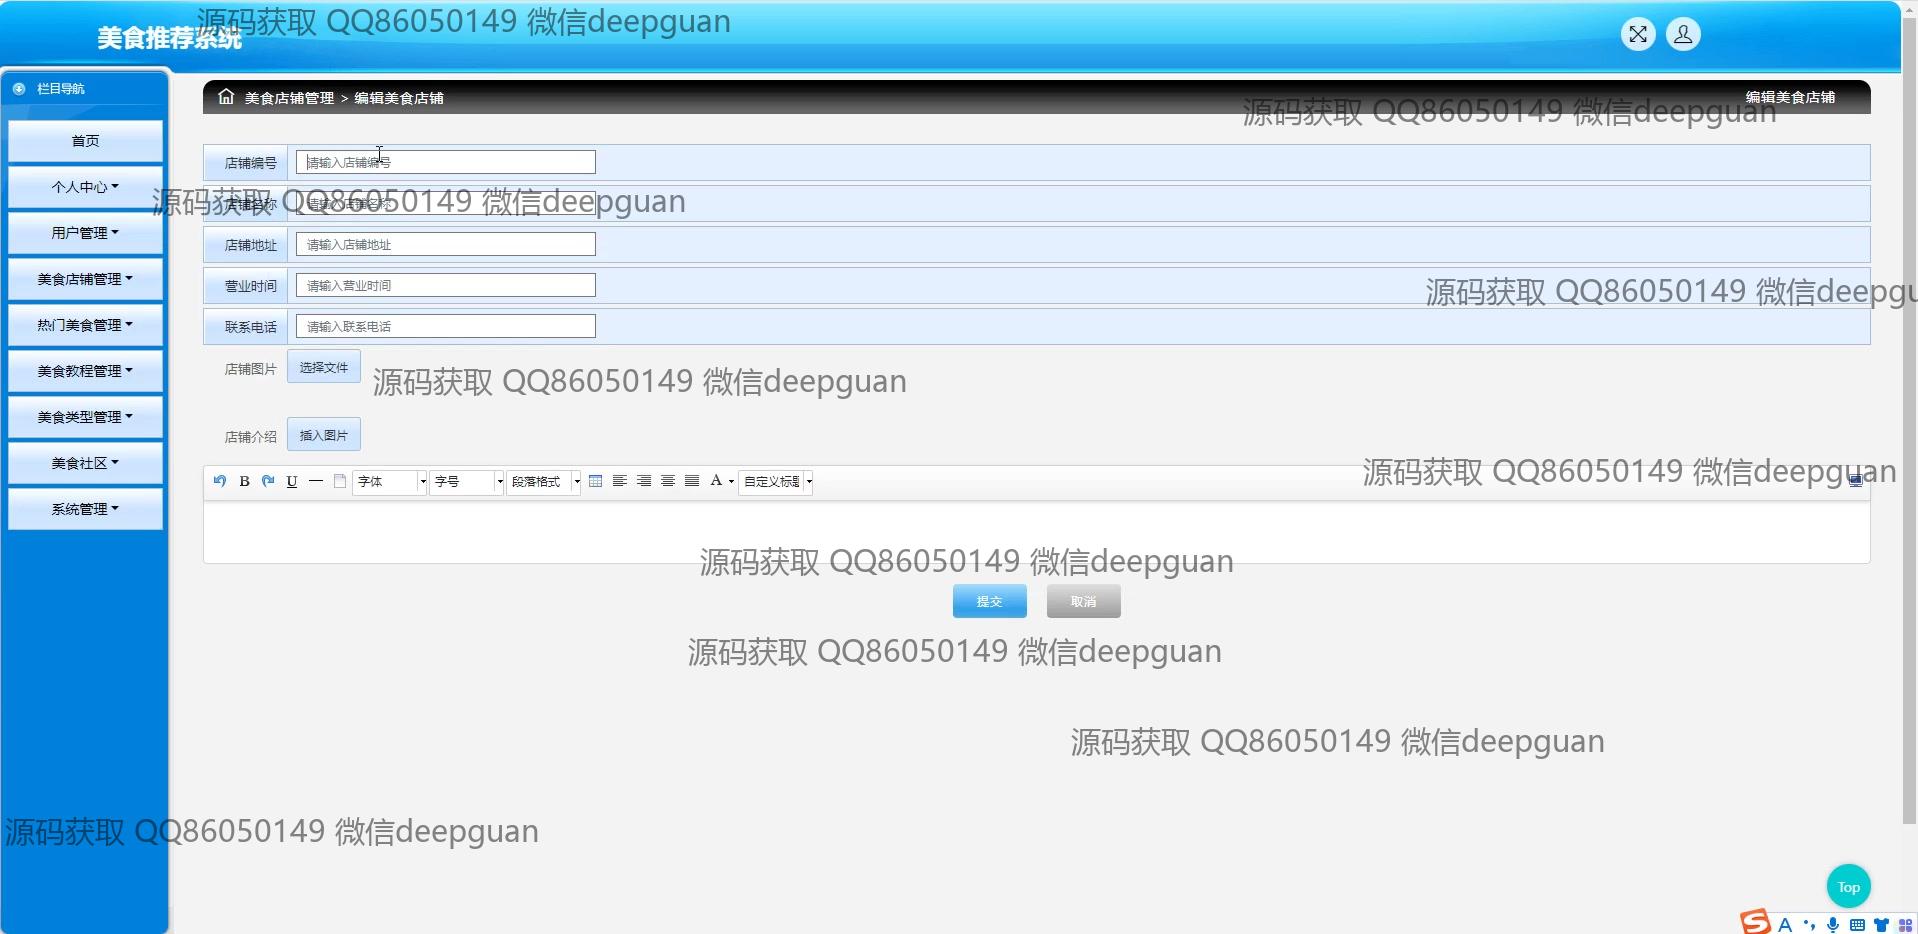 美食推荐系统
源码获取 QQ86050149 微信deepguan
栏目导航
首页
个人中心
用户管理
美食店铺管理
热门美食管理
美食教程管理
美食类型管理
美食社区
系统管理
美食店铺管理 > 编辑美食店铺
编辑美食店铺
源码获取 QQ86050149 微信deepguan
店铺编号 请输入店铺编号
店铺名称 请输入店铺名称
源码获取 QQ86050149 微信deepguan
店铺地址 请输入店铺地址
营业时间 请输入营业时间
源码获取 QQ86050149 微信deepgu
联系电话 请输入联系电话
店铺图片 选择文件
源码获取 QQ86050149 微信deepguan
店铺介绍 插入图片
源码获取 QQ86050149 微信deepguan
B U 字体 字号 段落格式 A 自定义标题
源码获取 QQ86050149 微信deepguan
提交 取消
源码获取 QQ86050149 微信deepguan
源码获取 QQ86050149 微信deepguan
源码获取 QQ86050149 微信deepguan
Top
S A